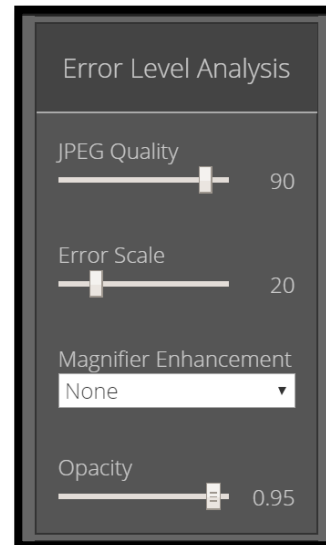 Error Level Analysis
JPEG Quality
90
Error Scale
20
Magnifier Enhancement
None
Opacity
0.95